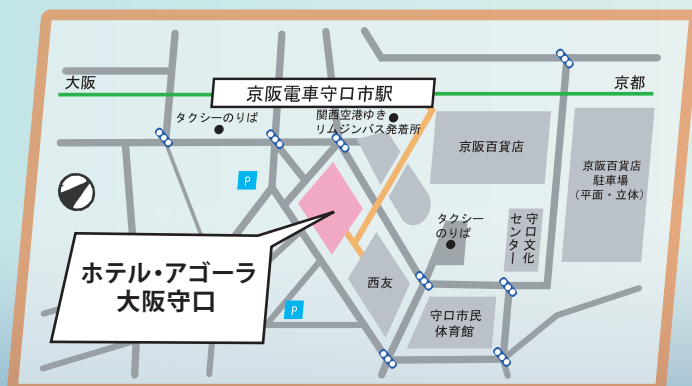 大阪
京阪電車守口市駅
京都
タクシーのりば
関西空港ゆき
リムジンバス発着所
京阪百貨店
京阪百貨店
駐車場
(平面・立体)
P
タクシー
のりば
守口文化
センター
ホテル・アゴーラ
大阪守口
西友
P
守口市民
体育館